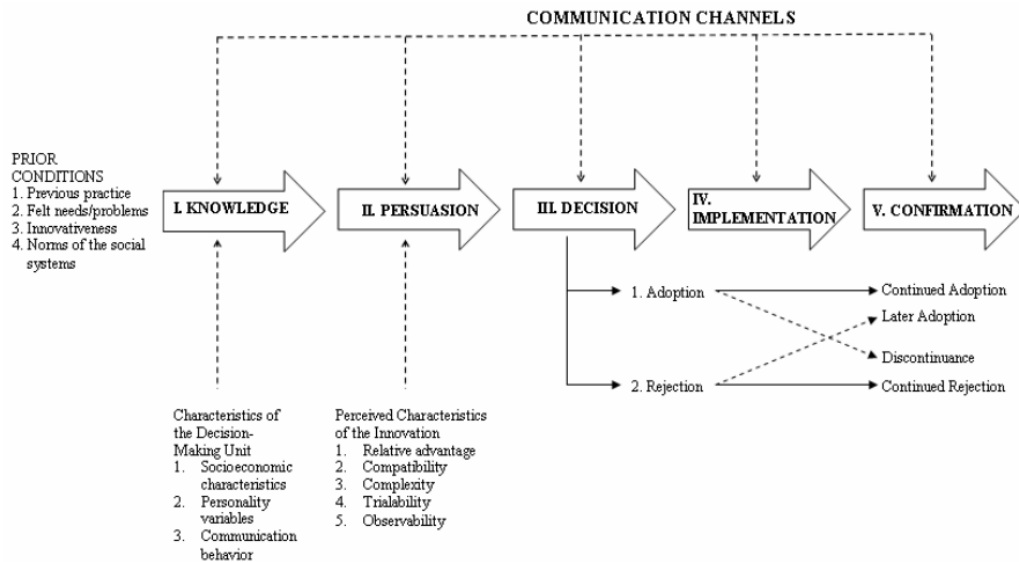 COMMUNICATION CHANNELS
PRIOR
CONDITIONS
1. Previous practice
2. Felt needs/problems
3. Innovativeness
4. Norms of the social
systems
I. KNOWLEDGE
II. PERSUASION
III. DECISION
IV.
IMPLEMENTATION
V. CONFIRMATION
1. Adoption
2. Rejection
Continued Adoption
Later Adoption
Discontinuance
Continued Rejection
Characteristics of
the Decision-
Making Unit
1. Socioeconomic
characteristics
2. Personality
variables
3. Communication
behavior
Perceived Characteristics
of the Innovation
1. Relative advantage
2. Compatibility
3. Complexity
4. Trialability
5. Observability